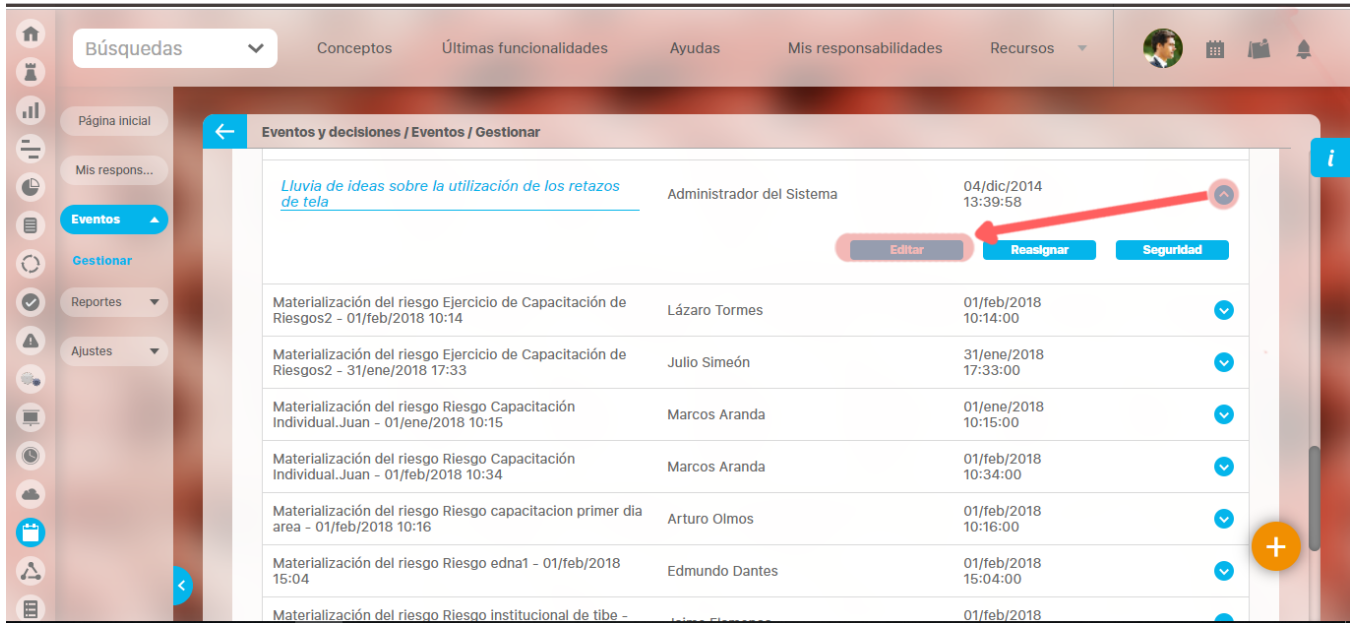 Búsquedas
Conceptos
Últimas funcionalidades
Ayudas
Mis responsabilidades
Recursos
Página inicial
Mis respons...
Eventos
Gestionar
Reportes
Ajustes
Eventos y decisiones / Eventos / Gestionar
i
Lluvia de ideas sobre la utilización de los retazos
de tela
Administrador del Sistema
04/dic/2014
13:39:58
Editar
Reasignar
Seguridad
Materialización del riesgo Ejercicio de Capacitación de
Riesgos2 - 01/feb/2018 10:14
Lázaro Tormes
01/feb/2018
10:14:00
Materialización del riesgo Ejercicio de Capacitación de
Riesgos2 - 31/ene/2018 17:33
Julio Simeón
31/ene/2018
17:33:00
Materialización del riesgo Riesgo Capacitación
Individual.Juan - 01/ene/2018 10:15
Marcos Aranda
01/ene/2018
10:15:00
Materialización del riesgo Riesgo Capacitación
Individual.Juan - 01/feb/2018 10:34
Marcos Aranda
01/feb/2018
10:34:00
Materialización del riesgo Riesgo capacitacion primer dia
area - 01/feb/2018 10:16
Arturo Olmos
01/feb/2018
10:16:00
Materialización del riesgo Riesgo edna1 - 01/feb/2018
15:04
Edmundo Dantes
01/feb/2018
15:04:00
Materialización del riesgo Riesgo institucional de tibe -
01/feb/2018